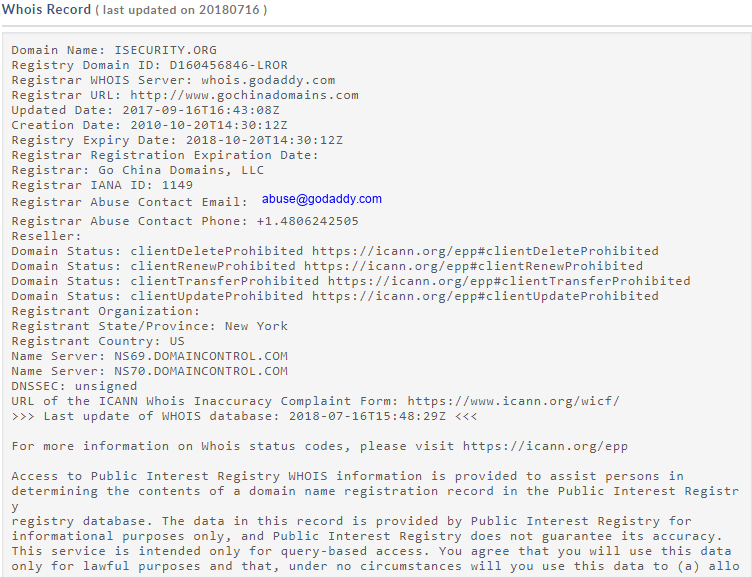 Whois Record ( last updated on 20180716 )
Domain Name: ISECURITY.ORG
Registry Domain ID: D160456846-LROR
Registrar WHOIS Server: whois.godaddy.com
Registrar URL: http://www.gochinadomains.com
Updated Date: 2017-09-16T16:43:08Z
Creation Date: 2010-10-20T14:30:12Z
Registry Expiry Date: 2018-10-20T14:30:12Z
Registrar Registration Expiration Date:
Registrar: Go China Domains, LLC
Registrar IANA ID: 1149
Registrar Abuse Contact Email: abuse@godaddy.com
Registrar Abuse Contact Phone: +1.4806242505
Reseller:
Domain Status: clientDeleteProhibited https://icann.org/epp#clientDeleteProhibited
Domain Status: clientRenewProhibited https://icann.org/epp#clientRenewProhibited
Domain Status: clientTransferProhibited https://icann.org/epp#clientTransferProhibited
Domain Status: clientUpdateProhibited https://icann.org/epp#clientUpdateProhibited
Registrant Organization:
Registrant State/Province: New York
Registrant Country: US
Name Server: NS69.DOMAINCONTROL.COM
Name Server: NS70.DOMAINCONTROL.COM
DNSSEC: unsigned
URL of the ICANN Whois Inaccuracy Complaint Form: https://www.icann.org/wicf/
>>> Last update of WHOIS database: 2018-07-16T15:48:29Z <<<
For more information on Whois status codes, please visit https://icann.org/epp
Access to Public Interest Registry WHOIS information is provided to assist persons in
determining the contents of a domain name registration record in the Public Interest Registr
y
registry database. The data in this record is provided by Public Interest Registry for
informational purposes only, and Public Interest Registry does not guarantee its accuracy.
This service is intended only for query-based access. You agree that you will use this data
only for lawful purposes and that, under no circumstances will you use this data to (a) allo